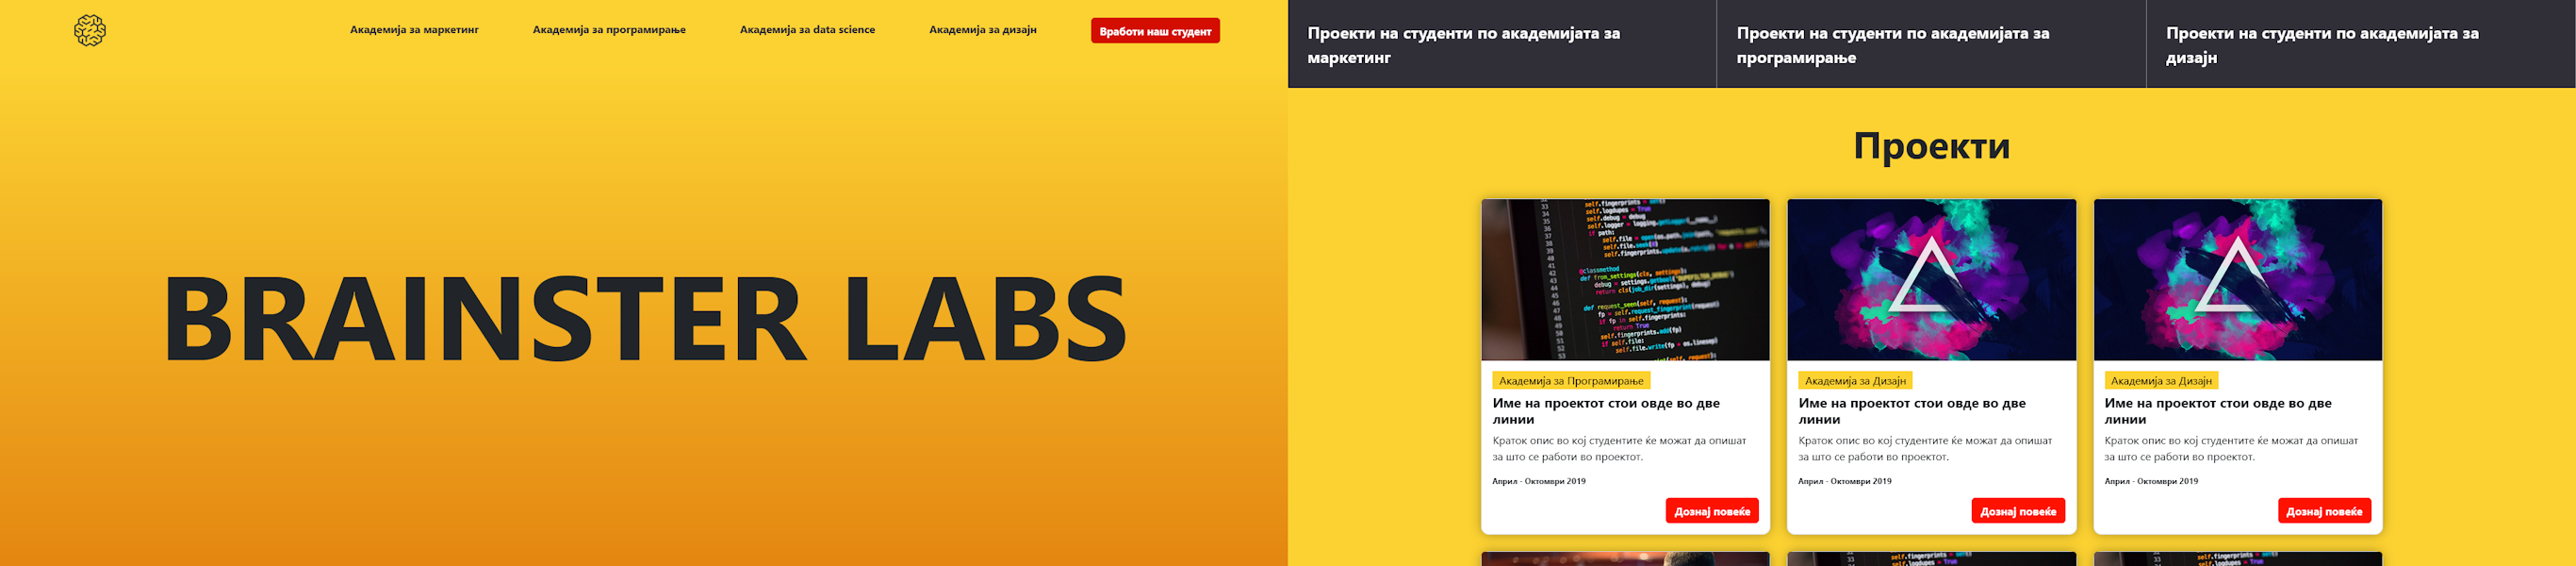 Академија за маркетинг
Академија за програмирање
Академија за data science
Академија за дизајн
Вработи наш студент
BRAINSTER LABS
Проекти на студенти по академијата за
маркетинг
Проекти на студенти по академијата за
програмирање
Проекти на студенти по академијата за
дизајн
Проекти
Академија за Програмирање
Име на проектот стои овде во две
линии
Краток опис во кој студентите ќе можат да опишат
за што се работи во проектот.
Април - Октомври 2019
Дознај повеќе
Академија за Дизајн
Име на проектот стои овде во две
линии
Краток опис во кој студентите ќе можат да опишат
за што се работи во проектот.
Април - Октомври 2019
Дознај повеќе
Академија за Дизајн
Име на проектот стои овде во две
линии
Краток опис во кој студентите ќе можат да опишат
за што се работи во проектот.
Април - Октомври 2019
Дознај повеќе